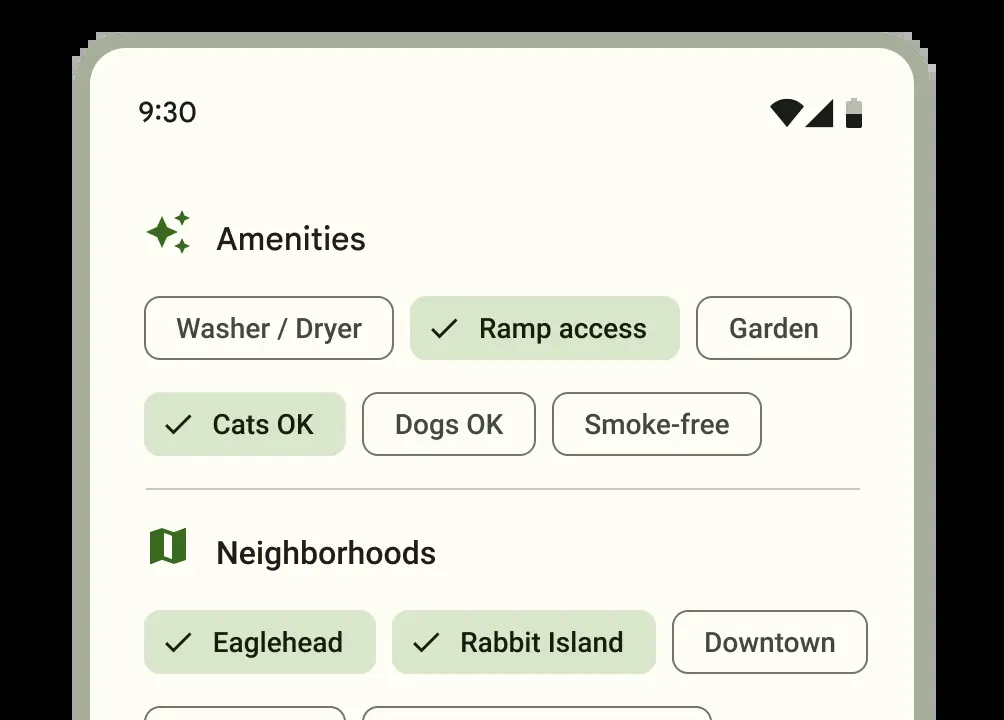 9:30
Amenities
Washer / Dryer Ramp access Garden
Cats OK Dogs OK Smoke-free
Neighborhoods
Eaglehead Rabbit Island Downtown